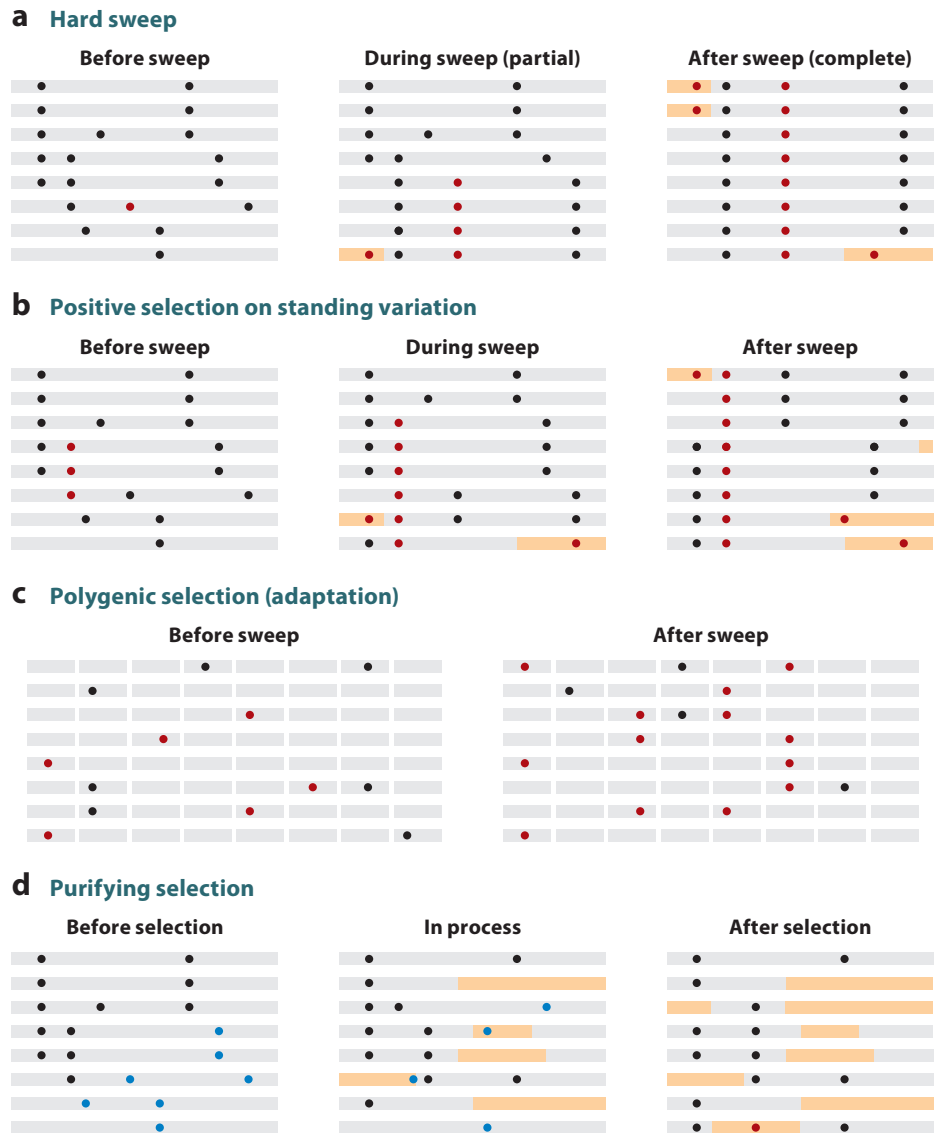 a Hard sweep
Before sweep
During sweep (partial)
After sweep (complete)
b Positive selection on standing variation
Before sweep
During sweep
After sweep
c Polygenic selection (adaptation)
Before sweep
After sweep
d Purifying selection
Before selection
In process
After selection